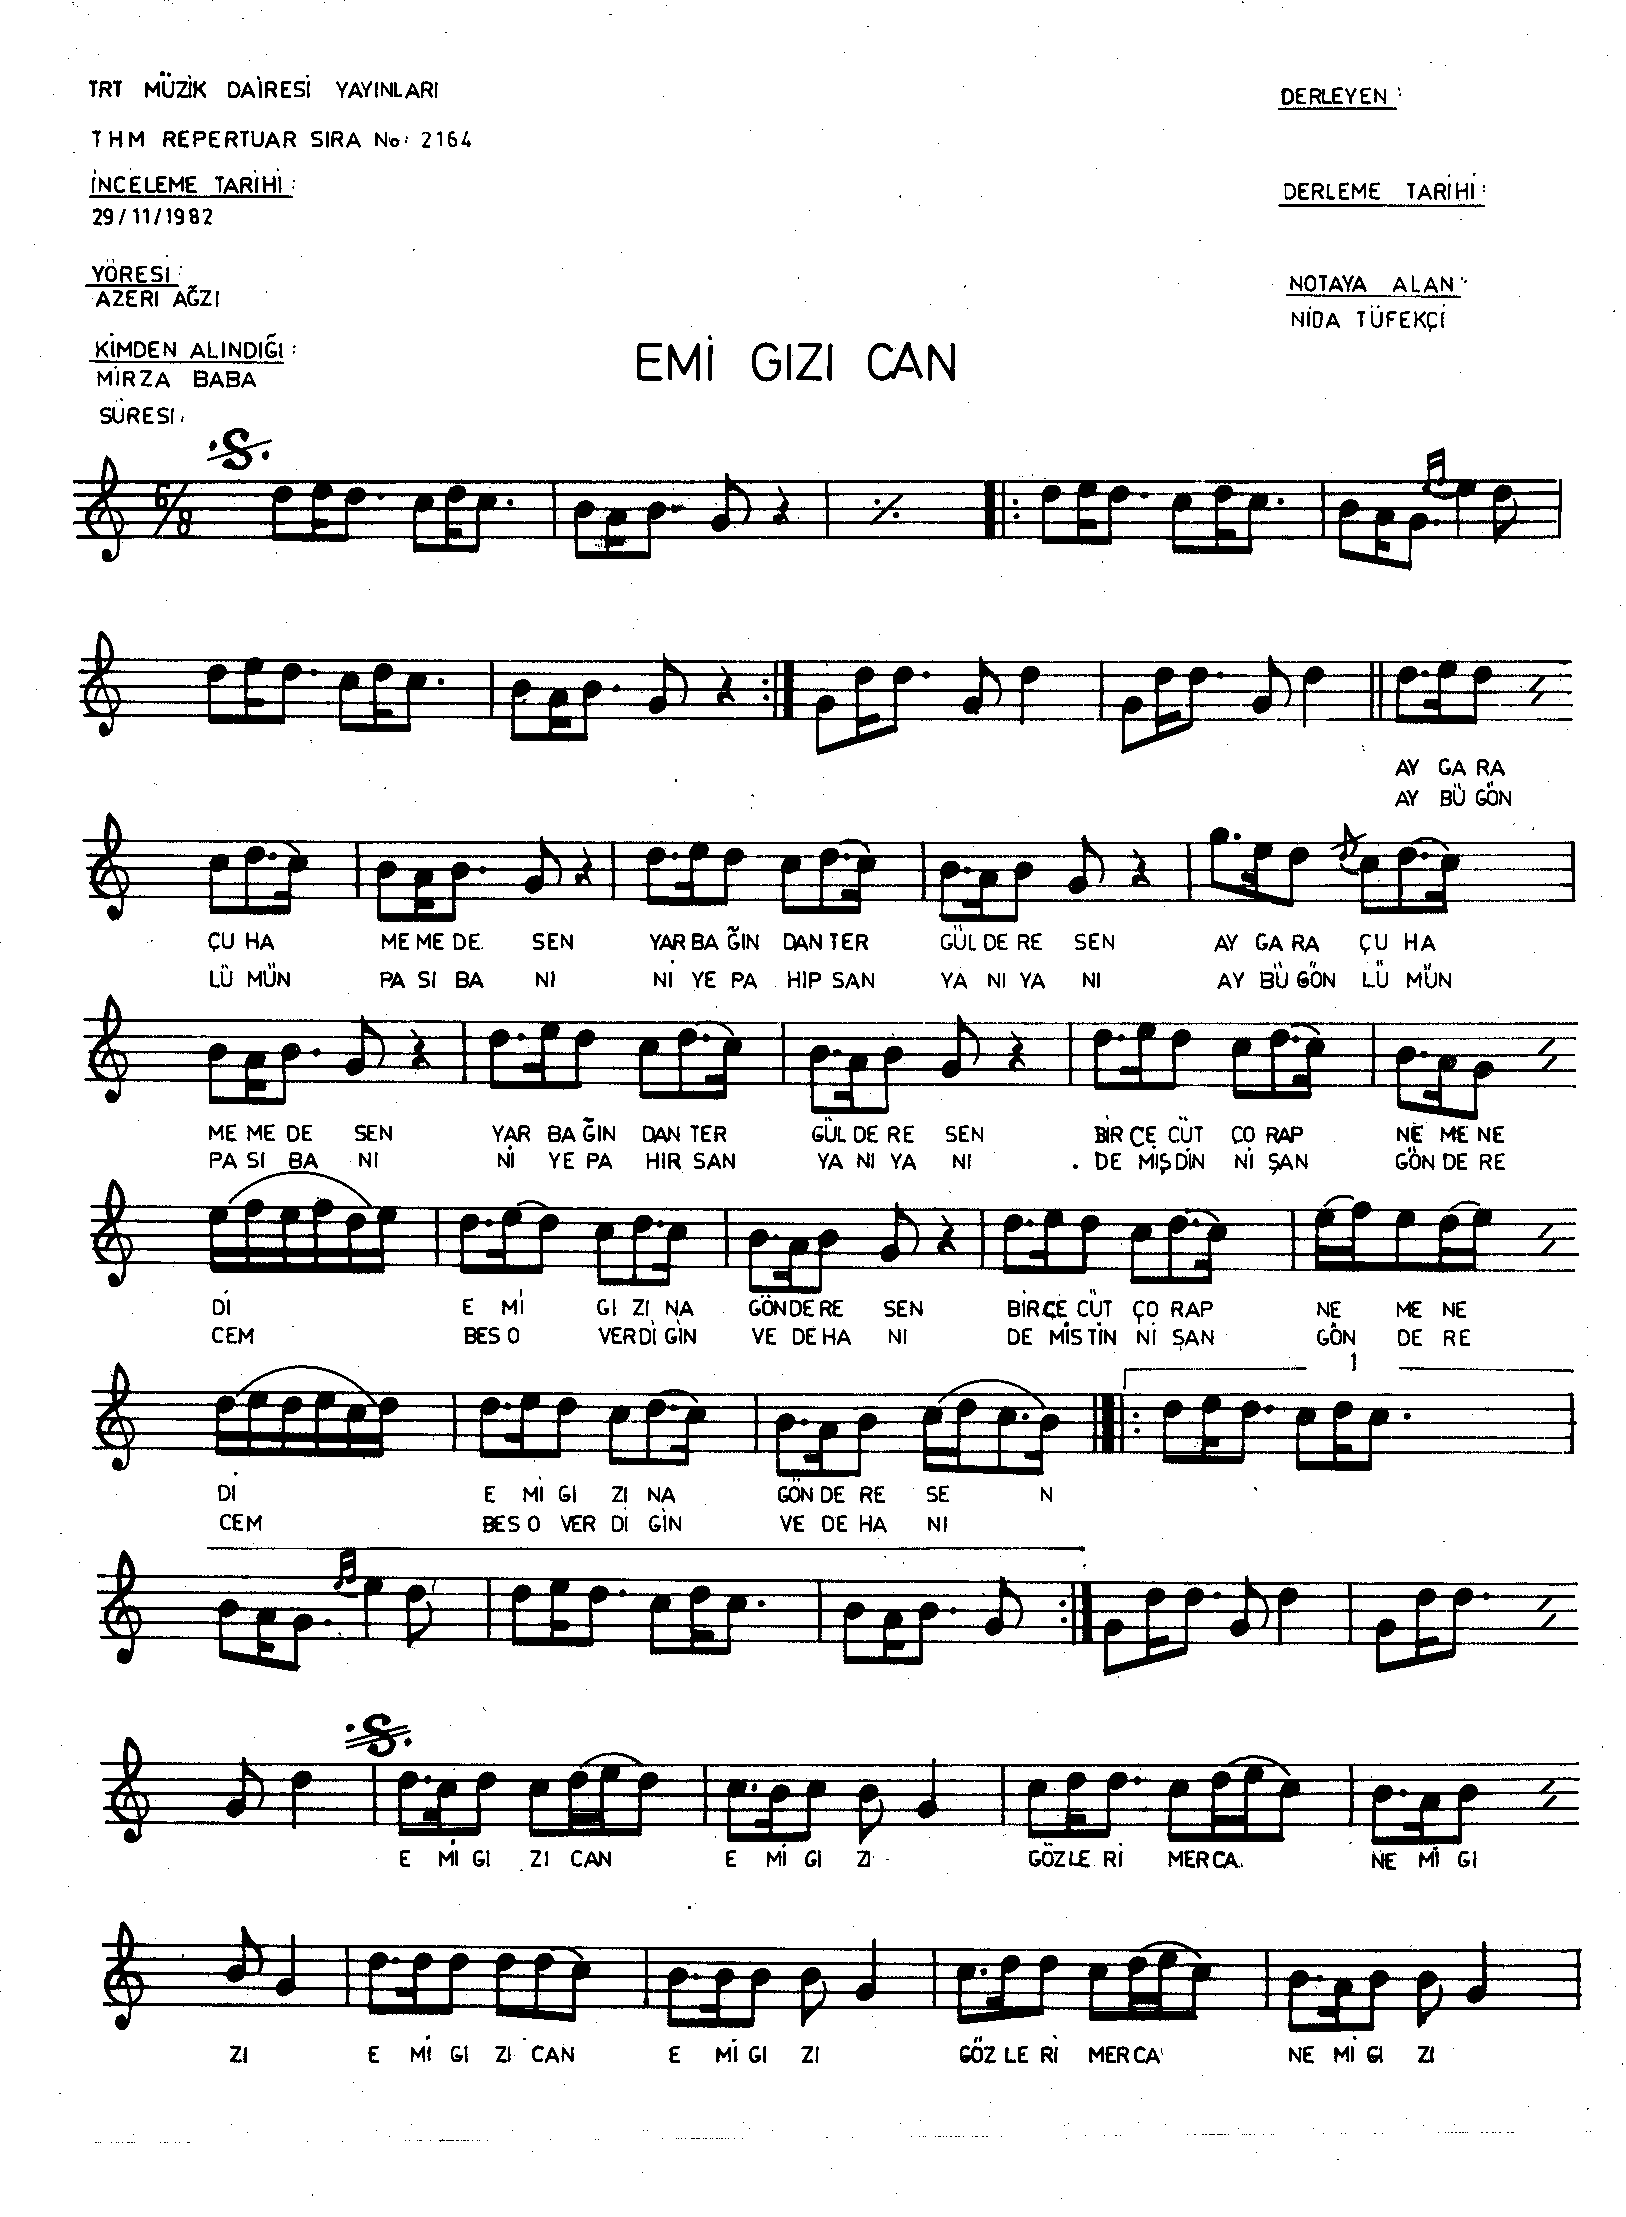 TRT MÜZİK DAİRESİ YAYINLARI
THM REPERTUAR SIRA No: 2164
İNCELEME TARİHİ:
29/11/1982
YÖRESİ:
AZERI AĞZI
KİMDEN ALINDIĞI:
MİRZA BABA
SÜRESI:
DERLEYEN:
DERLEME TARİHİ:
NOTAYA ALAN:
NİDA TÜFEKÇİ
EMİ GIZI CAN
6/8
AY GA RA
AY BÜ GÖN
ÇU HA ME ME DE SEN YAR BA ĞIN DAN TER GÜL DE RE SEN AY GA RA ÇU HA
LÜ MÜN PA SI BA NI Nİ YE PA HIP SAN YA NI YA NI AY BÜ GÖN LÜ MÜN
ME ME DE SEN YAR BA ĞIN DAN TER GÜL DE RE SEN BİR ÇE CÜT ÇO RAP NE ME NE
PA SI BA NI Nİ YE PA HIR SAN YA NI YA NI DE MİŞ DİN Nİ ŞAN GÖN DE RE
Dİ E Mİ GI ZI NA GÖN DE RE SEN BİR ÇE CÜT ÇO RAP NE ME NE
CEM BES O VER Dİ GİN VE DE HA NI DE MİS TİN Nİ ŞAN GÖN DE RE
1
Dİ E Mİ GI ZI NA GÖN DE RE SE N
CEM BES O VER Dİ GİN VE DE HA NI
E Mİ GI ZI CAN E Mİ GI ZI GÖZ LE Rİ MER CA NE Mİ GI
ZI E Mİ GI ZI CAN E Mİ GI ZI GÖZ LE Rİ MER CA NE Mİ GI ZI